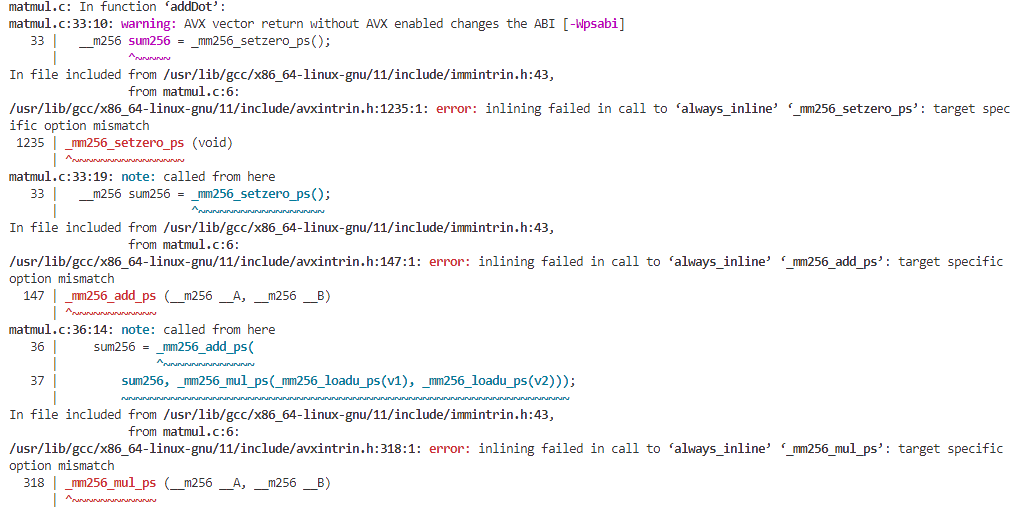 matmul.c: In function ‘addDot’:
matmul.c:33:10: warning: AVX vector return without AVX enabled changes the ABI [-Wpsabi]
   33 |   __m256 sum256 = _mm256_setzero_ps();
      |          ^~~~~~
In file included from /usr/lib/gcc/x86_64-linux-gnu/11/include/immintrin.h:43,
                 from matmul.c:6:
/usr/lib/gcc/x86_64-linux-gnu/11/include/avxintrin.h:1235:1: error: inlining failed in call to ‘always_inline’ ‘_mm256_setzero_ps’: target spec
ific option mismatch
 1235 | _mm256_setzero_ps (void)
      | ^~~~~~~~~~~~~~~~~
matmul.c:33:19: note: called from here
   33 |   __m256 sum256 = _mm256_setzero_ps();
      |                   ^~~~~~~~~~~~~~~~~~~
In file included from /usr/lib/gcc/x86_64-linux-gnu/11/include/immintrin.h:43,
                 from matmul.c:6:
/usr/lib/gcc/x86_64-linux-gnu/11/include/avxintrin.h:147:1: error: inlining failed in call to ‘always_inline’ ‘_mm256_add_ps’: target specific
option mismatch
  147 | _mm256_add_ps (__m256 __A, __m256 __B)
      | ^~~~~~~~~~~~~
matmul.c:36:14: note: called from here
   36 |     sum256 = _mm256_add_ps(
      |              ^~~~~~~~~~~~~~
   37 |         sum256, _mm256_mul_ps(_mm256_loadu_ps(v1), _mm256_loadu_ps(v2)));
      |         ~~~~~~~~~~~~~~~~~~~~~~~~~~~~~~~~~~~~~~~~~~~~~~~~~~~~~~~~~~~~~~~~
In file included from /usr/lib/gcc/x86_64-linux-gnu/11/include/immintrin.h:43,
                 from matmul.c:6:
/usr/lib/gcc/x86_64-linux-gnu/11/include/avxintrin.h:318:1: error: inlining failed in call to ‘always_inline’ ‘_mm256_mul_ps’: target specific
option mismatch
  318 | _mm256_mul_ps (__m256 __A, __m256 __B)
      | ^~~~~~~~~~~~~